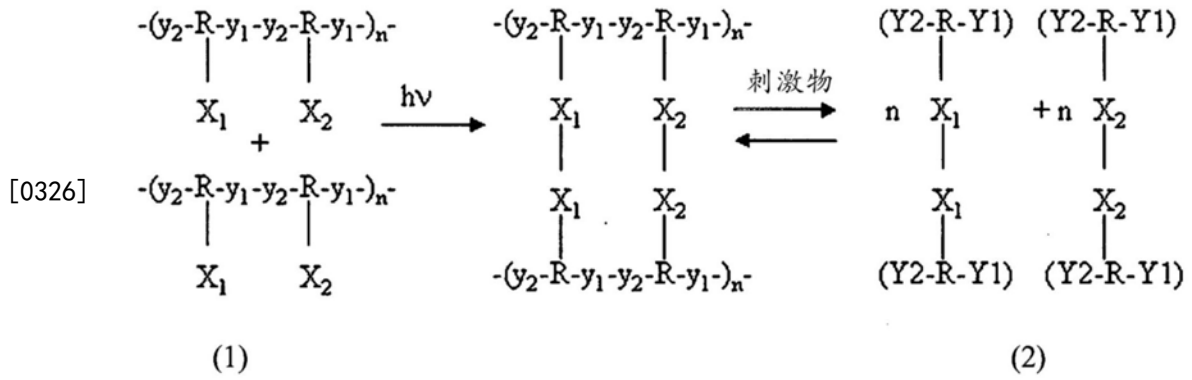 -(y₂-R-y₁-y₂-R-y₁-)ₙ- -(y₂-R-y₁-y₂-R-y₁-)ₙ- (Y2-R-Y1) (Y2-R-Y1)
X₁ X₂ hν X₁ X₂ 刺激物 n X₁ + n X₂
+
[0326] -(y₂-R-y₁-y₂-R-y₁-)ₙ- X₁ X₂ X₁ X₂
X₁ X₂ -(y₂-R-y₁-y₂-R-y₁-)ₙ- (Y2-R-Y1) (Y2-R-Y1)
(1) (2)